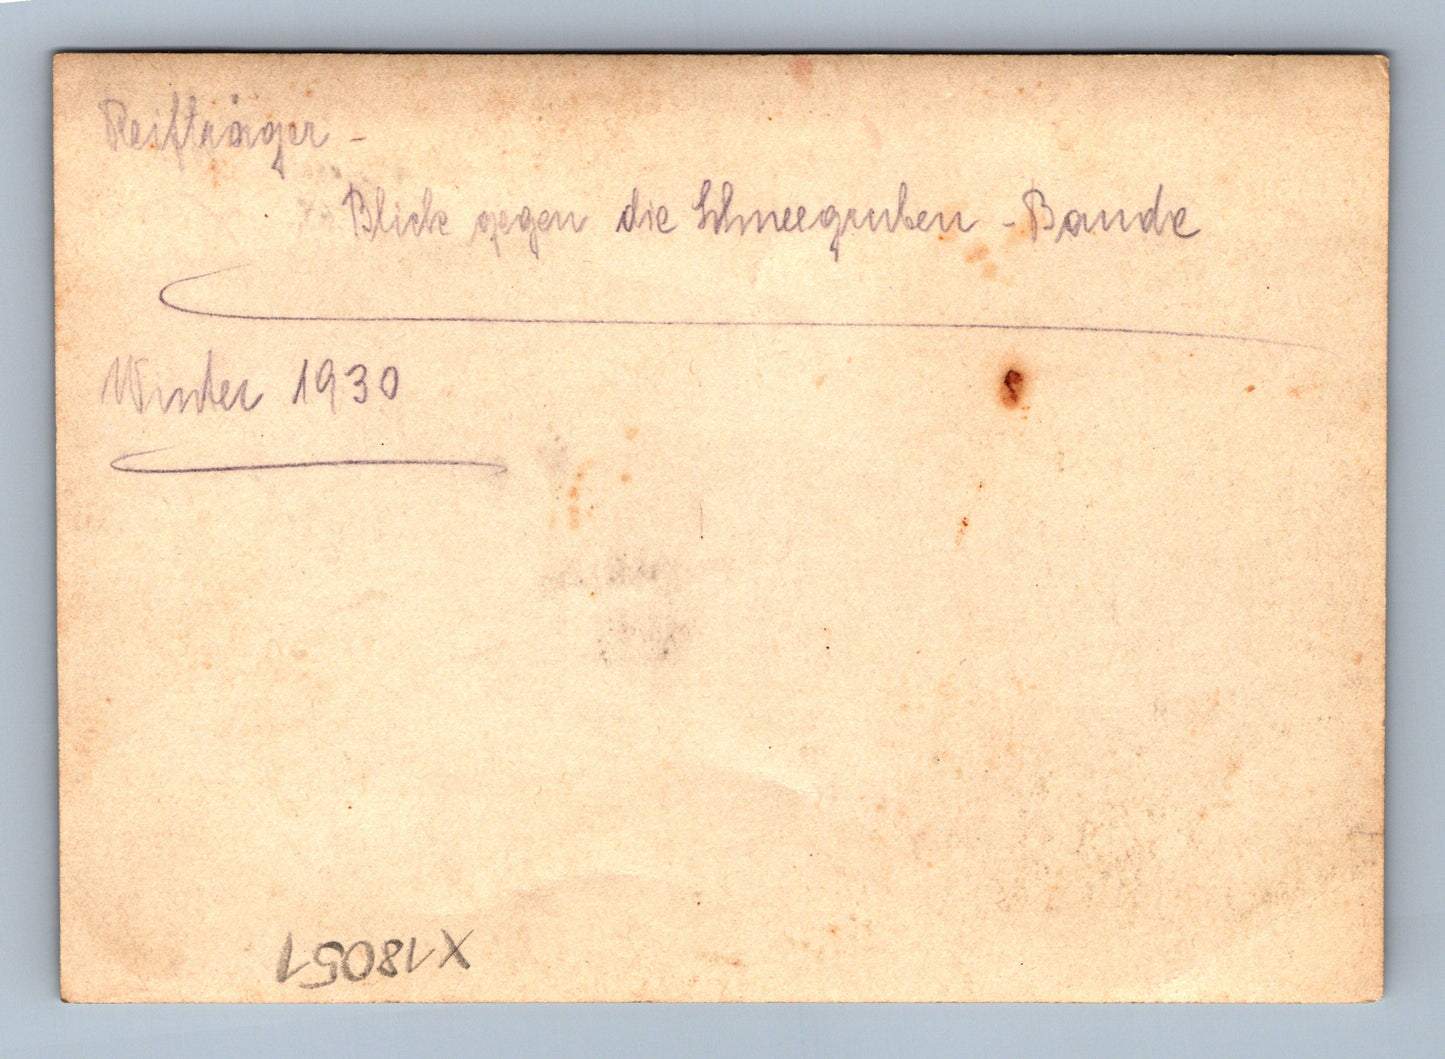 Reifträger -
Blick gegen die Schneegruben - Baude
Winter 1930
X18051